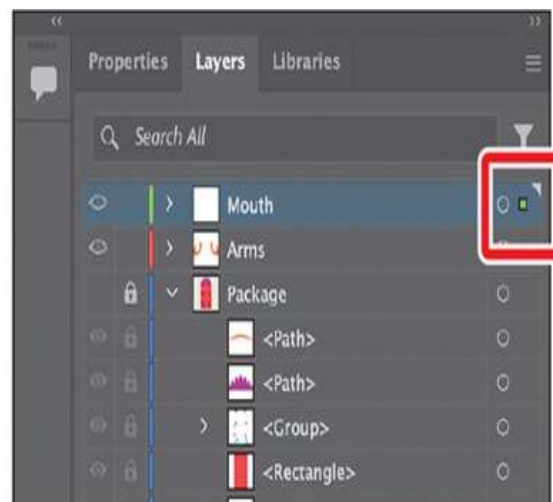 Properties Layers Libraries
Search All
Mouth
Arms
Package
<Path>
<Path>
<Group>
<Rectangle>